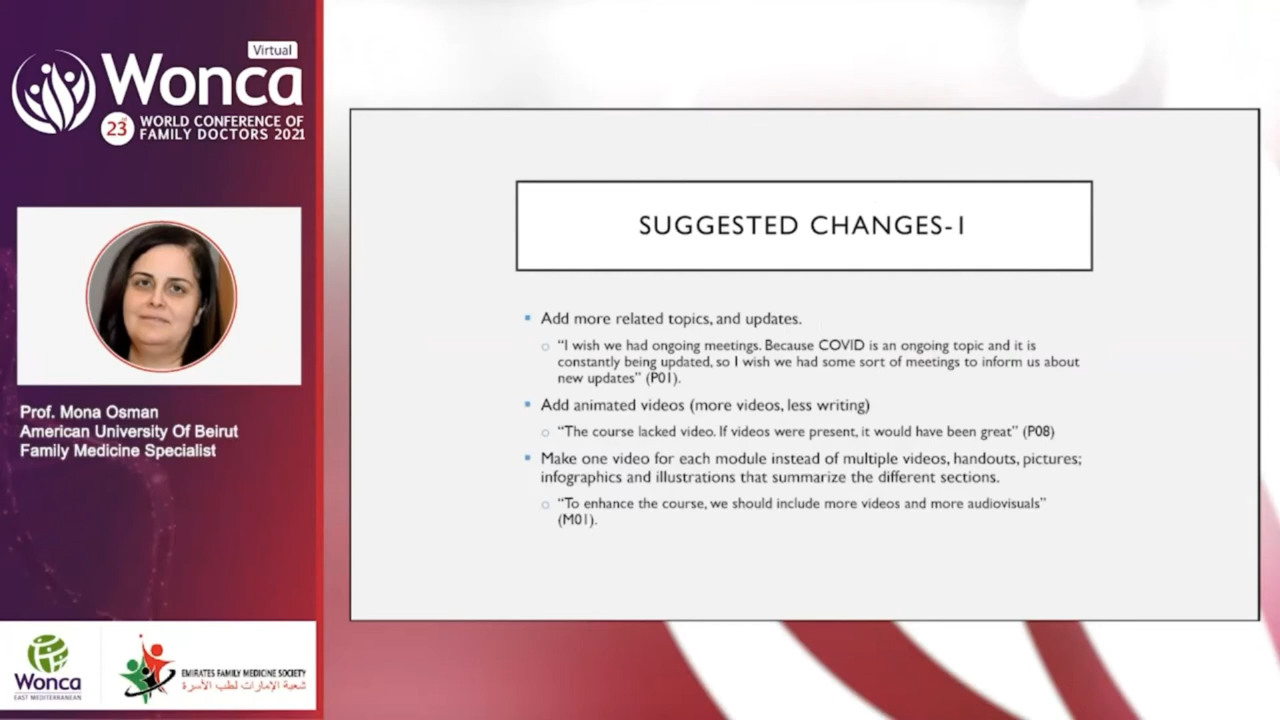 Virtual
Wonca
23rd WORLD CONFERENCE OF
FAMILY DOCTORS 2021
Prof. Mona Osman
American University Of Beirut
Family Medicine Specialist
Wonca
EAST MEDITERRANEAN
EMIRATES FAMILY MEDICINE SOCIETY
شعبة الإمارات لطب الأسرة
SUGGESTED CHANGES-1
Add more related topics, and updates.
“I wish we had ongoing meetings. Because COVID is an ongoing topic and it is
constantly being updated, so I wish we had some sort of meetings to inform us about
new updates” (P01).
Add animated videos (more videos, less writing)
“The course lacked video. If videos were present, it would have been great” (P08)
Make one video for each module instead of multiple videos, handouts, pictures;
infographics and illustrations that summarize the different sections.
“To enhance the course, we should include more videos and more audiovisuals”
(M01).